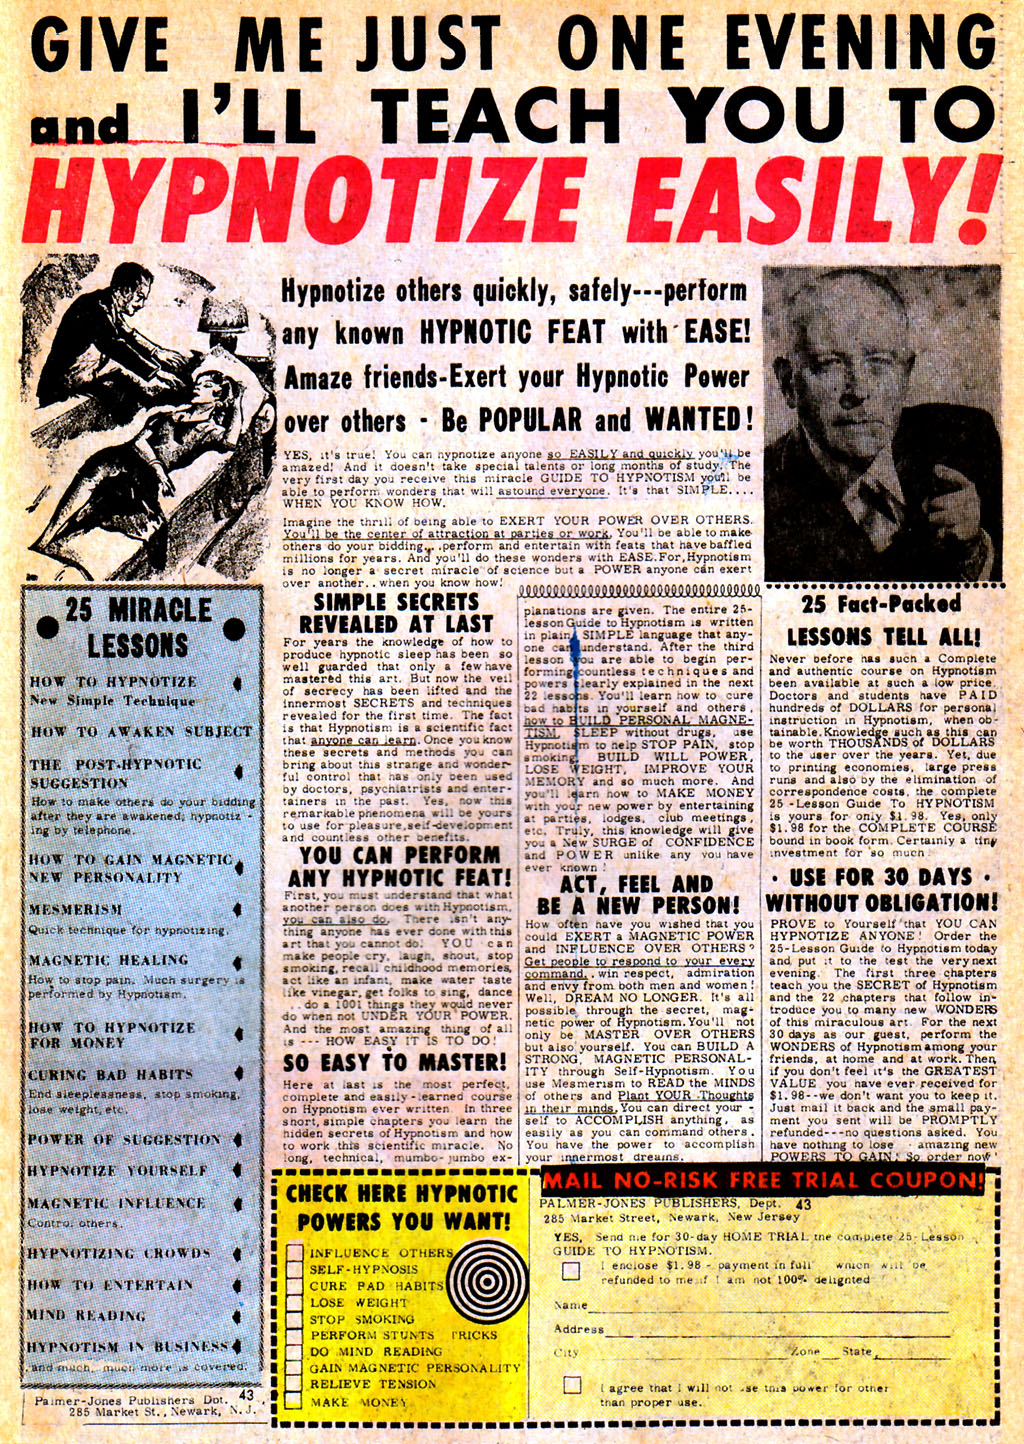 GIVE ME JUST ONE EVENING
and I'LL TEACH YOU TO
HYPNOTIZE EASILY!
Hypnotize others quickly, safely---perform
any known HYPNOTIC FEAT with EASE!
Amaze friends-Exert your Hypnotic Power
over others - Be POPULAR and WANTED!
YES, it's true! You can hypnotize anyone so EASILY and quickly you'll be
amazed! And it doesn't take special talents or long months of study. The
very first day you receive this miracle GUIDE TO HYPNOTISM you'll be
able to perform wonders that will astound everyone. It's that SIMPLE....
WHEN YOU KNOW HOW.
Imagine the thrill of being able to EXERT YOUR POWER OVER OTHERS.
You'll be the center of attraction at parties or work. You'll be able to make
others do your bidding...perform and entertain with feats that have baffled
millions for years. And you'll do these wonders with EASE. For, Hypnotism
is no longer a secret miracle of science but a POWER anyone can exert
over another.. when you know how!
25 MIRACLE
LESSONS
HOW TO HYPNOTIZE
New Simple Technique
HOW TO AWAKEN SUBJECT
THE POST-HYPNOTIC
SUGGESTION
How to make others do your bidding
after they are awakened; hypnotiz -
ing by telephone.
HOW TO GAIN MAGNETIC
NEW PERSONALITY
MESMERISM
Quick technique for hypnotizing.
MAGNETIC HEALING
How to stop pain. Much surgery is
performed by Hypnotism.
HOW TO HYPNOTIZE
FOR MONEY
CURING BAD HABITS
End sleeplessness, stop smoking,
lose weight, etc.
POWER OF SUGGESTION
HYPNOTIZE YOURSELF
MAGNETIC INFLUENCE
Control others.
HYPNOTIZING CROWDS
HOW TO ENTERTAIN
MIND READING
HYPNOTISM IN BUSINESS
and much, much more is covered.
Palmer-Jones Publishers Dpt. 43
285 Market St., Newark, N. J.
SIMPLE SECRETS
REVEALED AT LAST
For years the knowledge of how to
produce hypnotic sleep has been so
well guarded that only a few have
mastered this art. But now the veil
of secrecy has been lifted and the
innermost SECRETS and techniques
revealed for the first time. The fact
is that Hypnotism is a scientific fact
that anyone can learn. Once you know
these secrets and methods you can
bring about this strange and wonder-
ful control that has only been used
by doctors, psychiatrists and enter-
tainers in the past. Yes, now this
remarkable phenomena will be yours
to use for pleasure, self-development
and countless other benefits.
YOU CAN PERFORM
ANY HYPNOTIC FEAT!
First, you must understand that what
another person does with Hypnotism,
you can also do. There isn't any-
thing anyone has ever done with this
art that you cannot do. YOU can
make people cry, laugh, shout, stop
smoking, recall childhood memories,
act like an infant, make water taste
like vinegar, get folks to sing, dance
.. do a 1001 things they would never
do when not UNDER YOUR POWER.
And the most amazing thing of all
is --- HOW EASY IT IS TO DO!
SO EASY TO MASTER!
Here at last is the most perfect,
complete and easily-learned course
on Hypnotism ever written. In three
short, simple chapters you learn the
hidden secrets of Hypnotism and how
to work this scientific miracle. No
long, technical, mumbo-jumbo ex-
planations are given. The entire 25-
lesson Guide to Hypnotism is written
in plain, SIMPLE language that any-
one can understand. After the third
lesson you are able to begin per-
forming countless techniques and
powers clearly explained in the next
22 lessons. You'll learn how to cure
bad habits in yourself and others,
how to BUILD PERSONAL MAGNE-
TISM, SLEEP without drugs, use
Hypnotism to help STOP PAIN, stop
smoking, BUILD WILL POWER,
LOSE WEIGHT, IMPROVE YOUR
MEMORY and so much more. And
you'll learn how to MAKE MONEY
with your new power by entertaining
at parties, lodges, club meetings,
etc. Truly, this knowledge will give
you a New SURGE of CONFIDENCE
and POWER unlike any you have
ever known!
ACT, FEEL AND
BE A NEW PERSON!
How often have you wished that you
could EXERT A MAGNETIC POWER
and INFLUENCE OVER OTHERS?
Get people to respond to your every
command.. win respect, admiration
and envy from both men and women!
Well, DREAM NO LONGER. It's all
possible through the secret, mag-
netic power of Hypnotism. You'll not
only be MASTER OVER OTHERS
but also yourself. You can BUILD A
STRONG, MAGNETIC PERSONAL-
ITY through Self-Hypnotism. You
use Mesmerism to READ the MINDS
of others and Plant YOUR Thoughts
in their minds. You can direct your -
self to ACCOMPLISH anything, as
easily as you can command others.
You have the power to accomplish
your innermost dreams.
25 Fact-Packed
LESSONS TELL ALL!
Never before has such a Complete
and authentic course on Hypnotism
been available at such a low price.
Doctors and students have PAID
hundreds of DOLLARS for personal
instruction in Hypnotism, when ob-
tainable. Knowledge such as this can
be worth THOUSANDS of DOLLARS
to the user over the years. Yet, due
to printing economies, large press
runs and also by the elimination of
correspondence costs, the complete
25 -Lesson Guide To HYPNOTISM
is yours for only $1.98. Yes, only
$1.98 for the COMPLETE COURSE
bound in book form. Certainly a tiny
investment for so much.
· USE FOR 30 DAYS ·
WITHOUT OBLIGATION!
PROVE to Yourself that YOU CAN
HYPNOTIZE ANYONE! Order the
25-Lesson Guide to Hypnotism today
and put it to the test the very next
evening. The first three chapters
teach you the SECRET of Hypnotism
and the 22 chapters that follow in-
troduce you to many new WONDERS
of this miraculous art. For the next
30 days as our guest, perform the
WONDERS of Hypnotism among your
friends, at home and at work. Then,
if you don't feel it's the GREATEST
VALUE you have ever received for
$1.98--we don't want you to keep it.
Just mail it back and the small pay-
ment you sent will be PROMPTLY
refunded---no questions asked. You
have nothing to lose - amazing new
POWERS TO GAIN! So order now!
CHECK HERE HYPNOTIC
POWERS YOU WANT!
INFLUENCE OTHERS
SELF-HYPNOSIS
CURE BAD HABITS
LOSE WEIGHT
STOP SMOKING
PERFORM STUNTS TRICKS
DO MIND READING
GAIN MAGNETIC PERSONALITY
RELIEVE TENSION
MAKE MONEY
MAIL NO-RISK FREE TRIAL COUPON!
PALMER-JONES PUBLISHERS, Dept. 43
285 Market Street, Newark, New Jersey
YES, Send me for 30-day HOME TRIAL the complete 25-Lesson
GUIDE TO HYPNOTISM.
I enclose $1.98 - payment in full which will be
refunded to me if I am not 100% delighted
Name
Address
City Zone State
I agree that I will not use this power for other
than proper use.